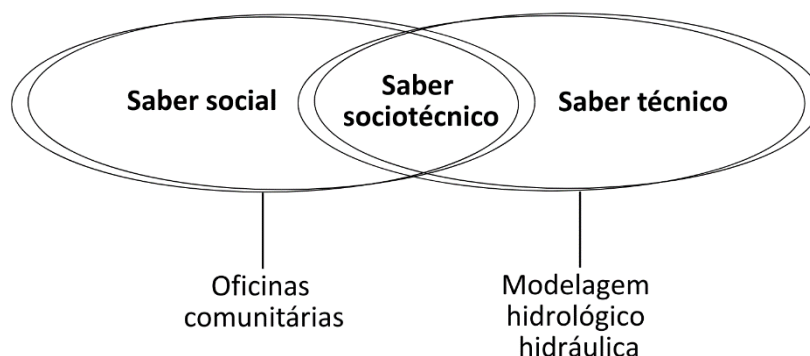 Saber social
Saber
sociotécnico
Saber técnico
Oficinas
comunitárias
Modelagem
hidrológico
hidráulica